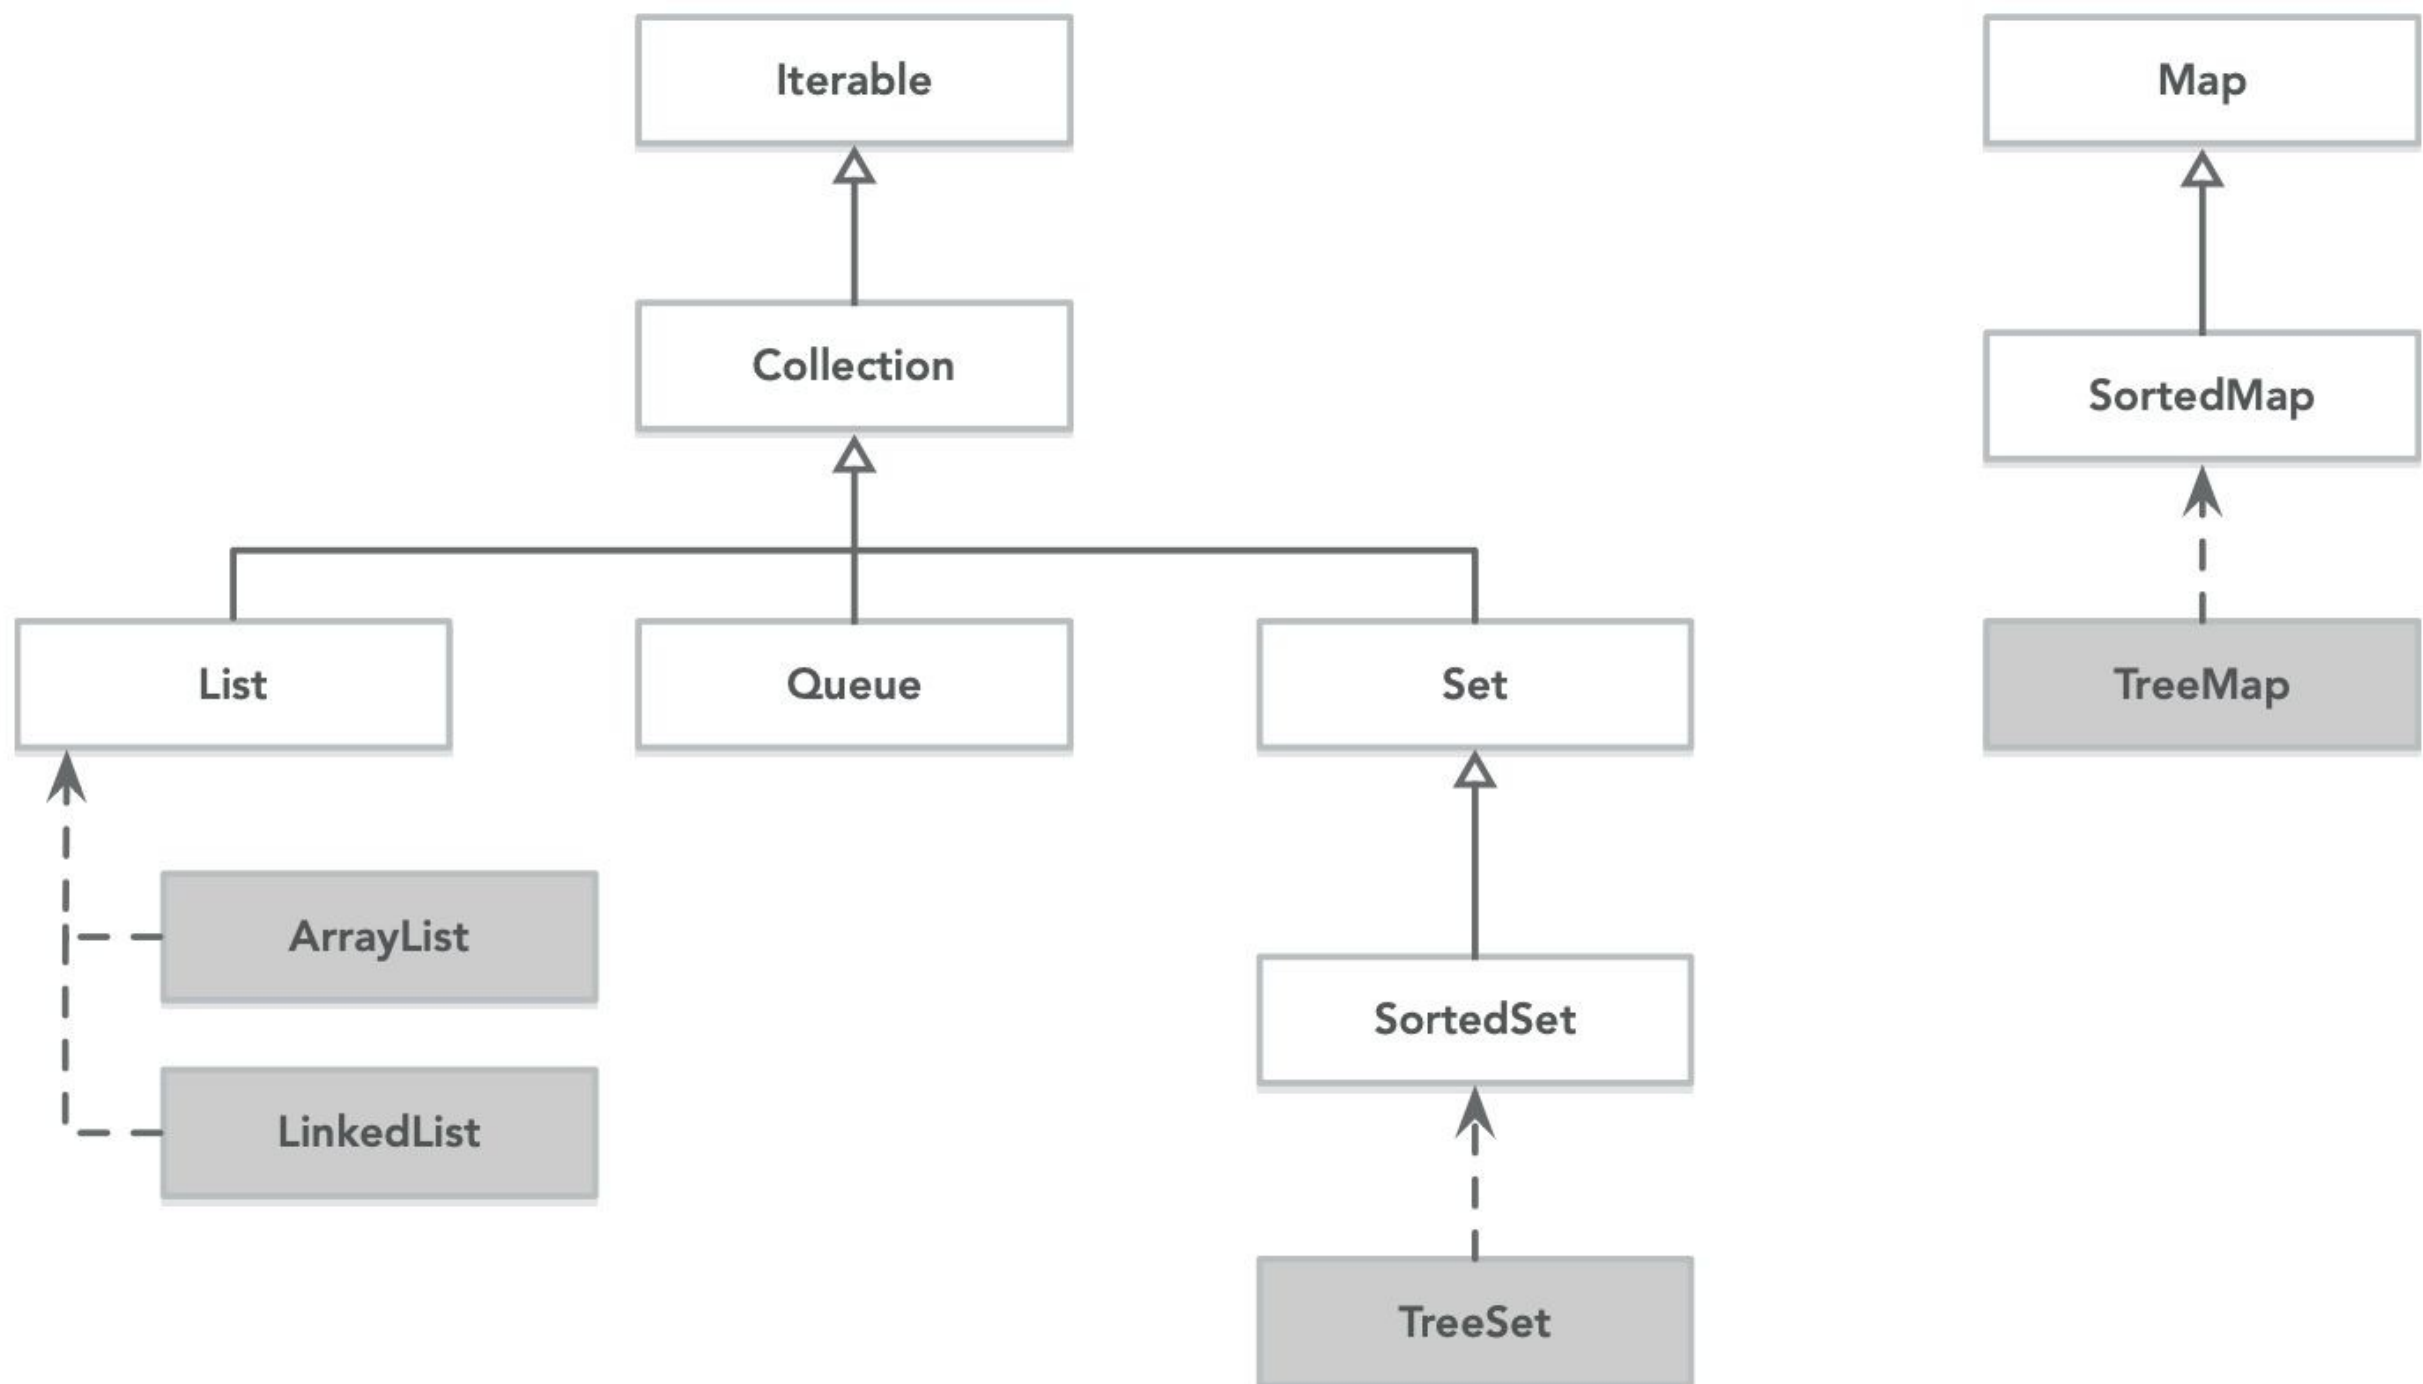 Iterable
Map
Collection
SortedMap
List
Queue
Set
TreeMap
ArrayList
SortedSet
LinkedList
TreeSet